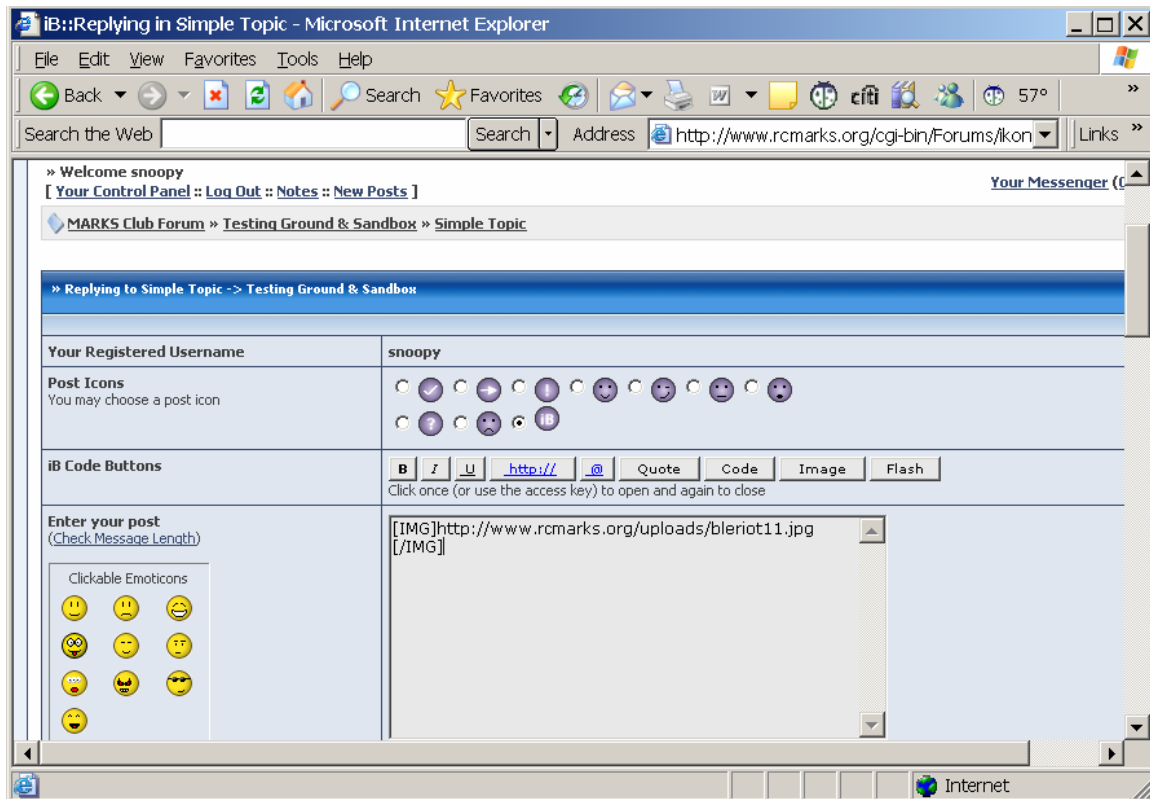 iB::Replying in Simple Topic - Microsoft Internet Explorer
File Edit View Favorites Tools Help
Back Search Favorites citi 57° »
Search the Web Search Address http://www.rcmarks.org/cgi-bin/Forums/ikon Links »
» Welcome snoopy
[ Your Control Panel :: Log Out :: Notes :: New Posts ]
Your Messenger (
MARKS Club Forum » Testing Ground & Sandbox » Simple Topic
» Replying to Simple Topic -> Testing Ground & Sandbox
Your Registered Username snoopy
Post Icons
You may choose a post icon
? iB
iB Code Buttons
B I U http:// @ Quote Code Image Flash
Click once (or use the access key) to open and again to close
Enter your post
(Check Message Length)
[IMG]http://www.rcmarks.org/uploads/bleriot11.jpg
[/IMG]
Clickable Emoticons
Internet